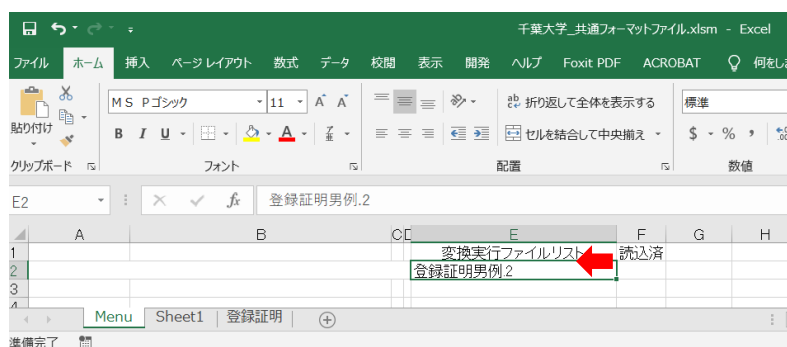 千葉大学_共通フォーマットファイル.xlsm - Excel
ファイル ホーム 挿入 ページ レイアウト 数式 データ 校閲 表示 開発 ヘルプ Foxit PDF ACROBAT 何をし
貼り付け
MS Pゴシック 11 A A
折り返して全体を表示する 標準
B I U A
セルを結合して中央揃え $ % ,
クリップボード フォント 配置 数値
E2 fx 登録証明男例.2
A B C E F G H
1 変換実行ファイルリスト 読込済
2 登録証明男例.2
3
4
Menu Sheet1 登録証明
準備完了